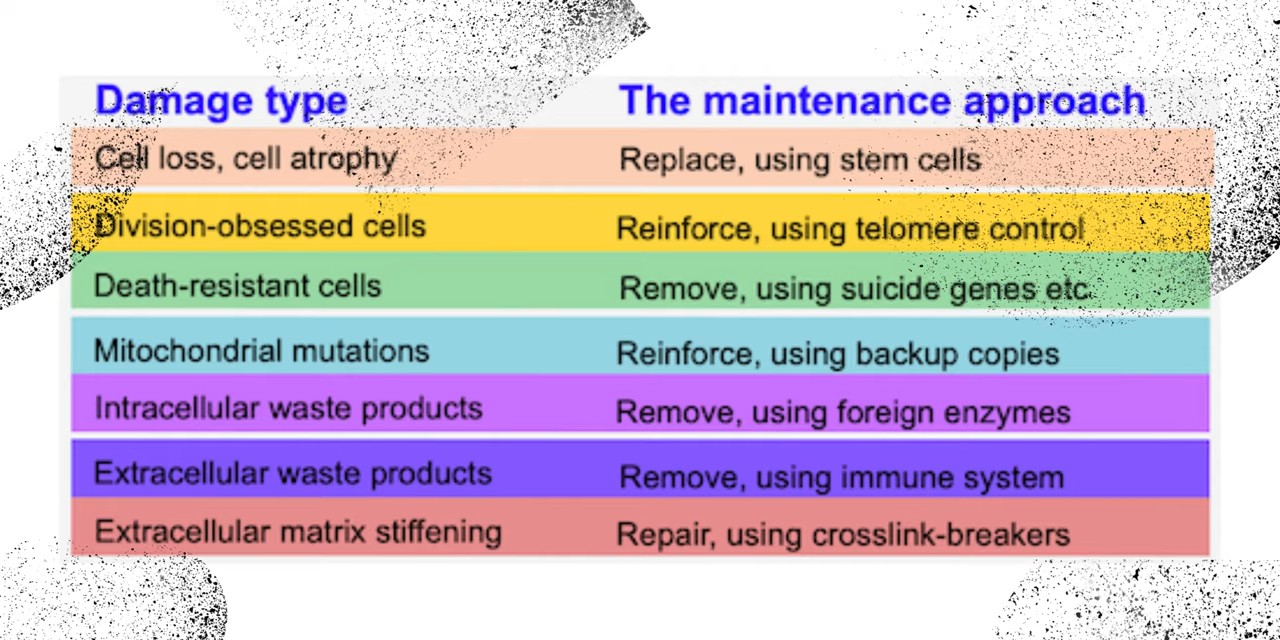 Damage type The maintenance approach
Cell loss, cell atrophy Replace, using stem cells
Division-obsessed cells Reinforce, using telomere control
Death-resistant cells Remove, using suicide genes etc.
Mitochondrial mutations Reinforce, using backup copies
Intracellular waste products Remove, using foreign enzymes
Extracellular waste products Remove, using immune system
Extracellular matrix stiffening Repair, using crosslink-breakers